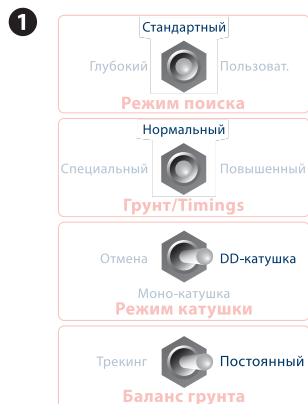 1
Стандартный
Глубокий Пользоват.
Режим поиска
Нормальный
Специальный Повышенный
Грунт/Timings
Отмена DD-катушка
Моно-катушка
Режим катушки
Трекинг Постоянный
Баланс грунта